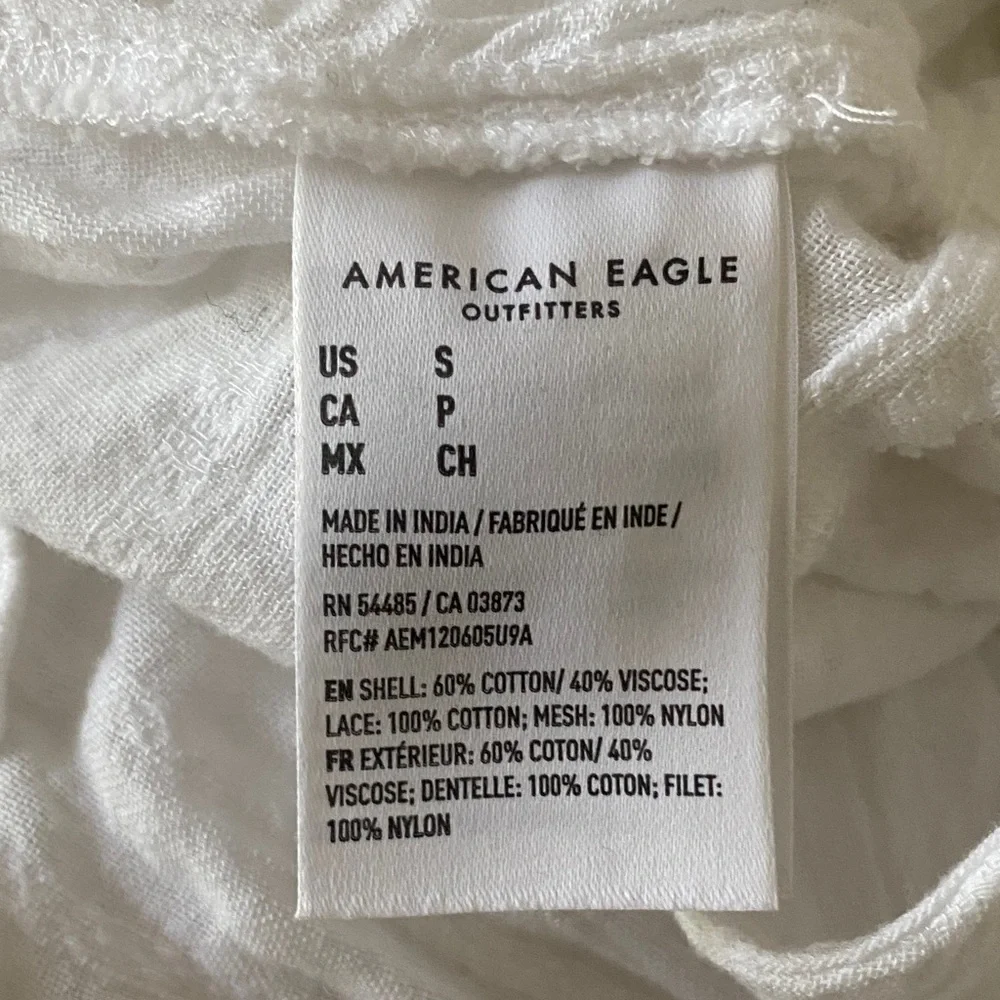 AMERICAN EAGLE
OUTFITTERS
US S
CA P
MX CH
MADE IN INDIA / FABRIQUÉ EN INDE /
HECHO EN INDIA
RN 54485 / CA 03873
RFC# AEM120605U9A
EN SHELL: 60% COTTON/ 40% VISCOSE;
LACE: 100% COTTON; MESH: 100% NYLON
FR EXTÉRIEUR: 60% COTON/ 40%
VISCOSE; DENTELLE: 100% COTON; FILET:
100% NYLON